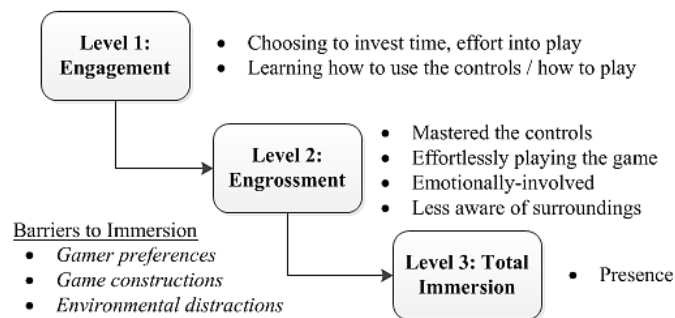 Level 1:
Engagement
• Choosing to invest time, effort into play
• Learning how to use the controls / how to play
Level 2:
Engrossment
• Mastered the controls
• Effortlessly playing the game
• Emotionally-involved
• Less aware of surroundings
Barriers to Immersion
• Gamer preferences
• Game constructions
• Environmental distractions
Level 3: Total
Immersion
• Presence